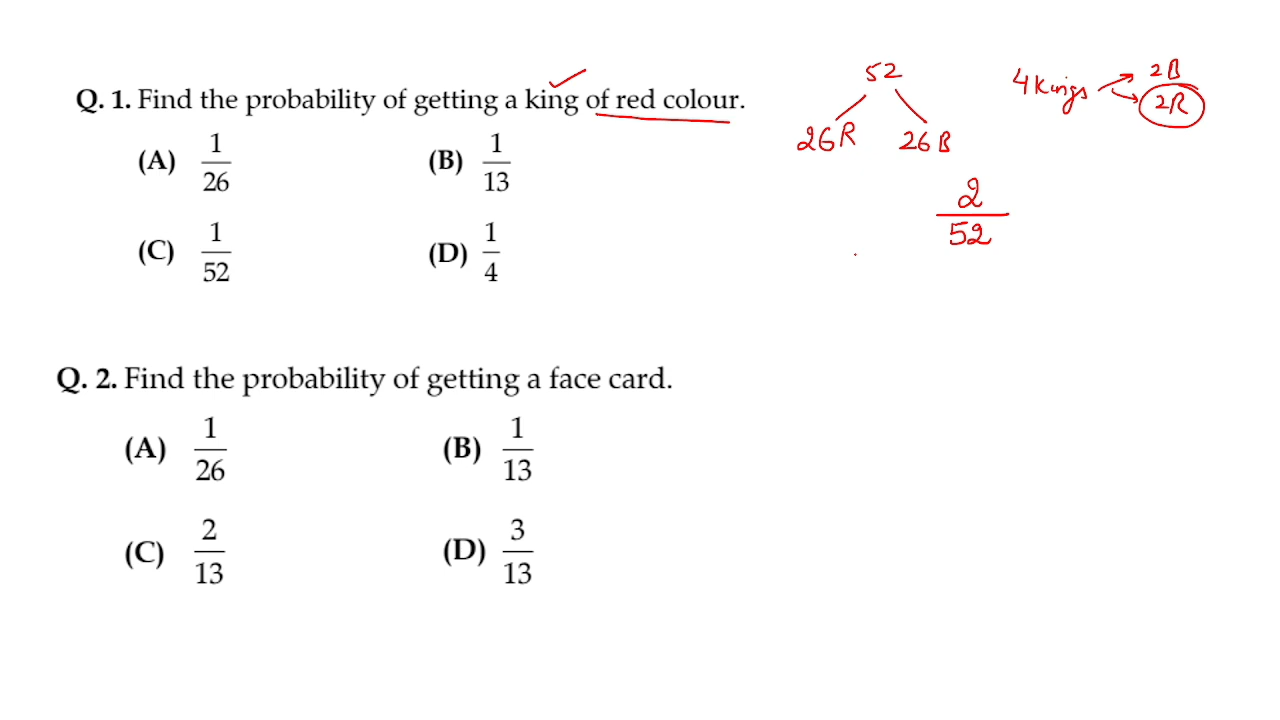 Q. 1. Find the probability of getting a king of red colour.
(A) 1/26 (B) 1/13
(C) 1/52 (D) 1/4
52
26R 26B
4 Kings 2B
2R
2/52
Q. 2. Find the probability of getting a face card.
(A) 1/26 (B) 1/13
(C) 2/13 (D) 3/13